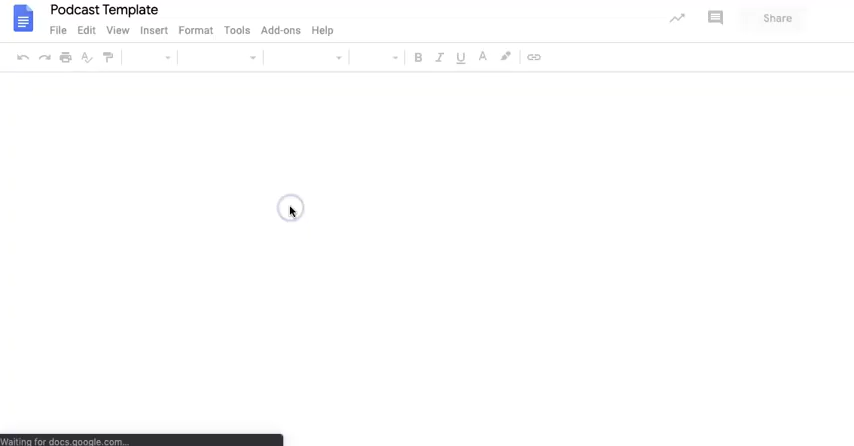 Podcast Template
File Edit View Insert Format Tools Add-ons Help
Share
B I U A
Waiting for docs.google.com...